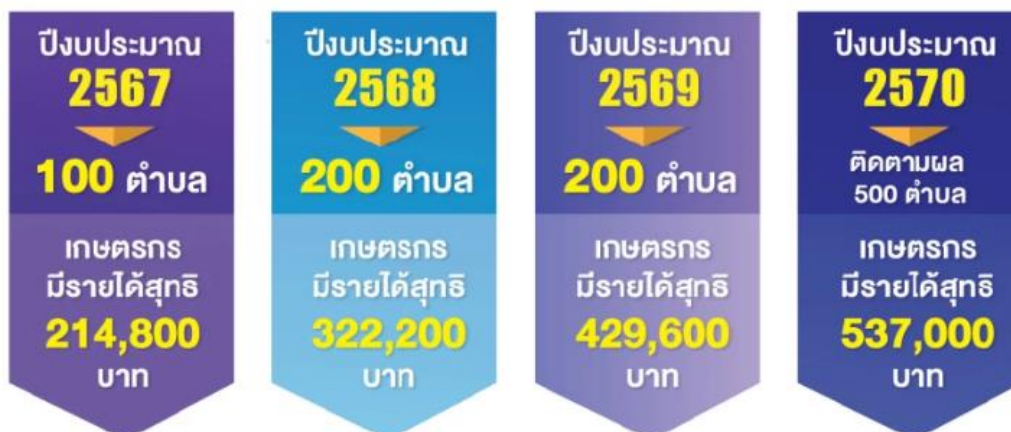 ปีงบประมาณ
2567
100 ตำบล
เกษตรกร
มีรายได้สุทธิ
214,800
บาท
ปีงบประมาณ
2568
200 ตำบล
เกษตรกร
มีรายได้สุทธิ
322,200
บาท
ปีงบประมาณ
2569
200 ตำบล
เกษตรกร
มีรายได้สุทธิ
429,600
บาท
ปีงบประมาณ
2570
ติดตามผล
500 ตำบล
เกษตรกร
มีรายได้สุทธิ
537,000
บาท